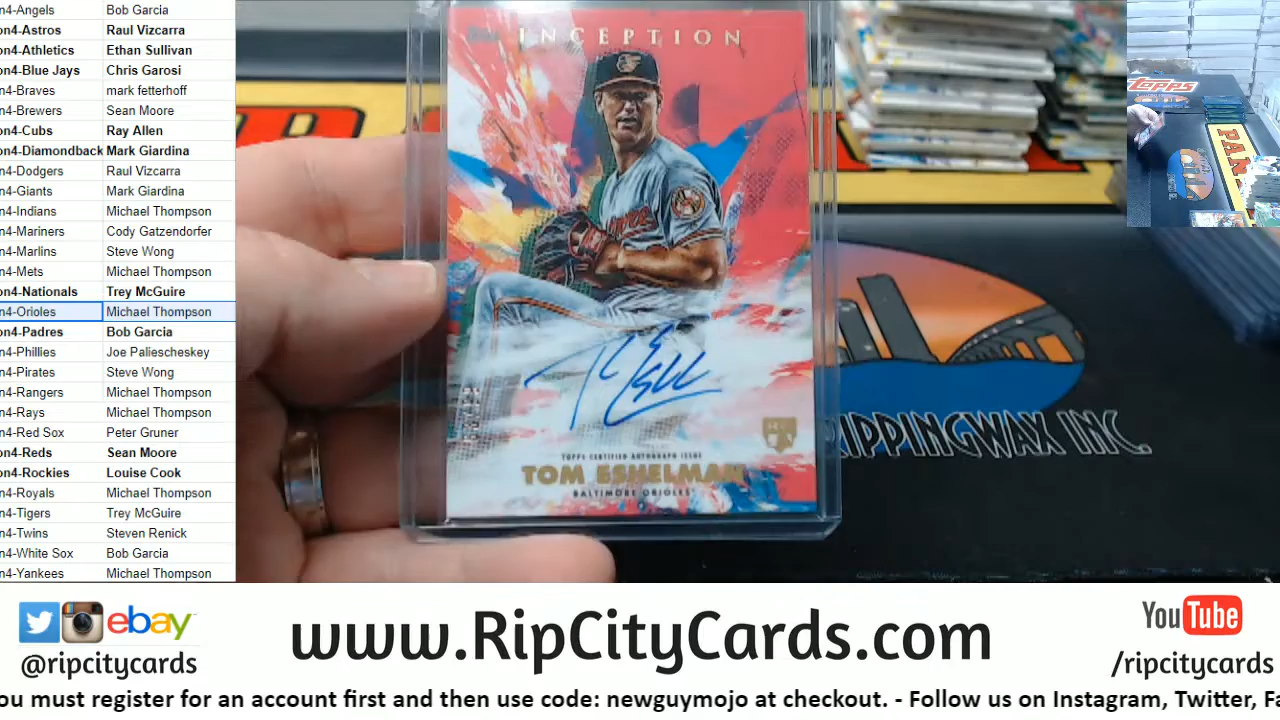 n4-Angels Bob Garcia
on4-Astros Raul Vizcarra
on4-Athletics Ethan Sullivan
on4-Blue Jays Chris Garosi
n4-Braves mark fetterhoff
n4-Brewers Sean Moore
on4-Cubs Ray Allen
on4-Diamondback Mark Giardina
n4-Dodgers Raul Vizcarra
n4-Giants Mark Giardina
n4-Indians Michael Thompson
n4-Mariners Cody Gatzendorfer
n4-Marlins Steve Wong
n4-Mets Michael Thompson
on4-Nationals Trey McGuire
n4-Orioles Michael Thompson
on4-Padres Bob Garcia
n4-Phillies Joe Paliescheskey
n4-Pirates Steve Wong
n4-Rangers Michael Thompson
n4-Rays Michael Thompson
n4-Red Sox Peter Gruner
on4-Reds Sean Moore
on4-Rockies Louise Cook
n4-Royals Michael Thompson
n4-Tigers Trey McGuire
n4-Twins Steven Renick
n4-White Sox Bob Garcia
n4-Yankees Michael Thompson
INCEPTION
TOPPS CERTIFIED AUTOGRAPH ISSUE
TOM ESHELMAN
BALTIMORE ORIOLES
RIPPINGWAX INC.
Topps
PANI
ebay
@ripcitycards
www.RipCityCards.com
YouTube
/ripcitycards
ou must register for an account first and then use code: newguymojo at checkout. - Follow us on Instagram, Twitter, Fa